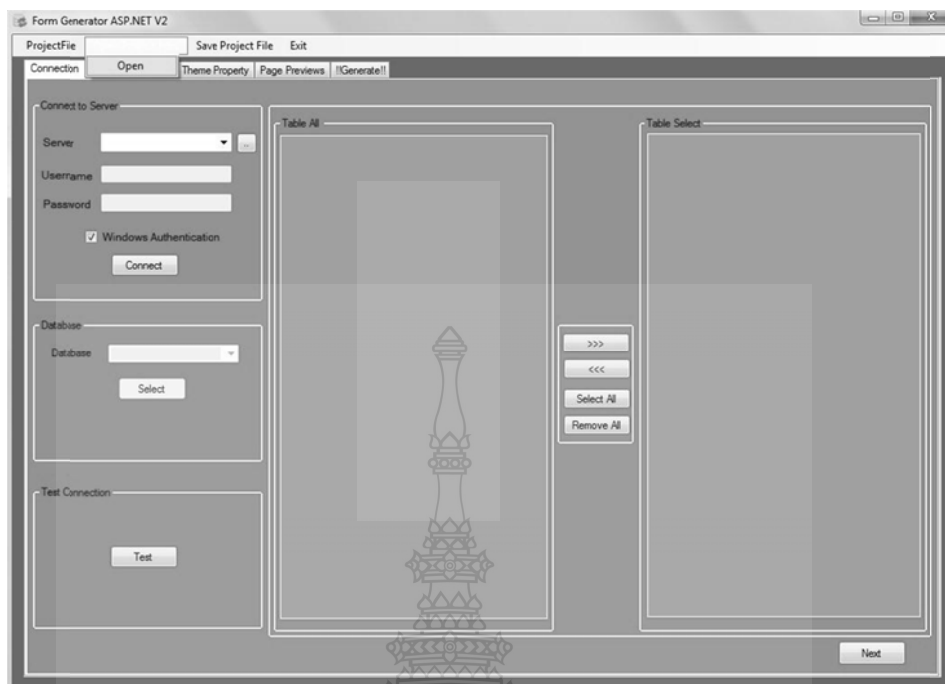 Form Generator ASP.NET V2
ProjectFile Save Project File Exit
Open
Connection Theme Property Page Previews !!Generate!!
Connect to Server
Server
..
Username
Password
Windows Authentication
Connect
Database
Database
Select
Test Connection
Test
Table All
>>>
<<<
Select All
Remove All
Table Select
Next